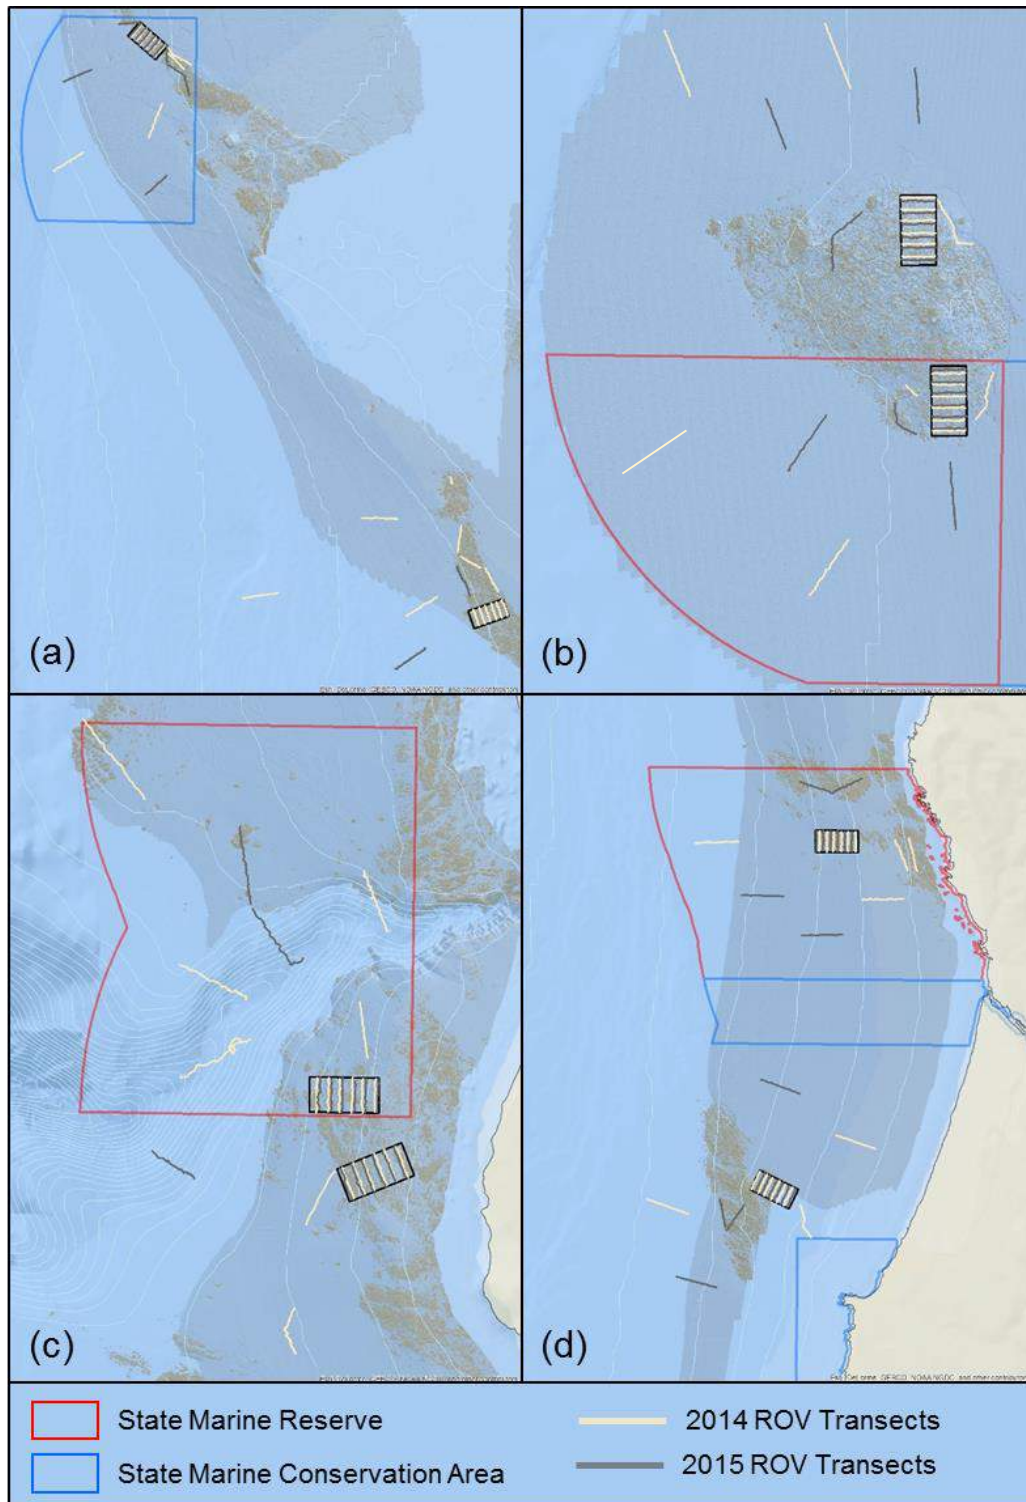 (a)
(b)
(c)
(d)
State Marine Reserve
2014 ROV Transects
State Marine Conservation Area
2015 ROV Transects